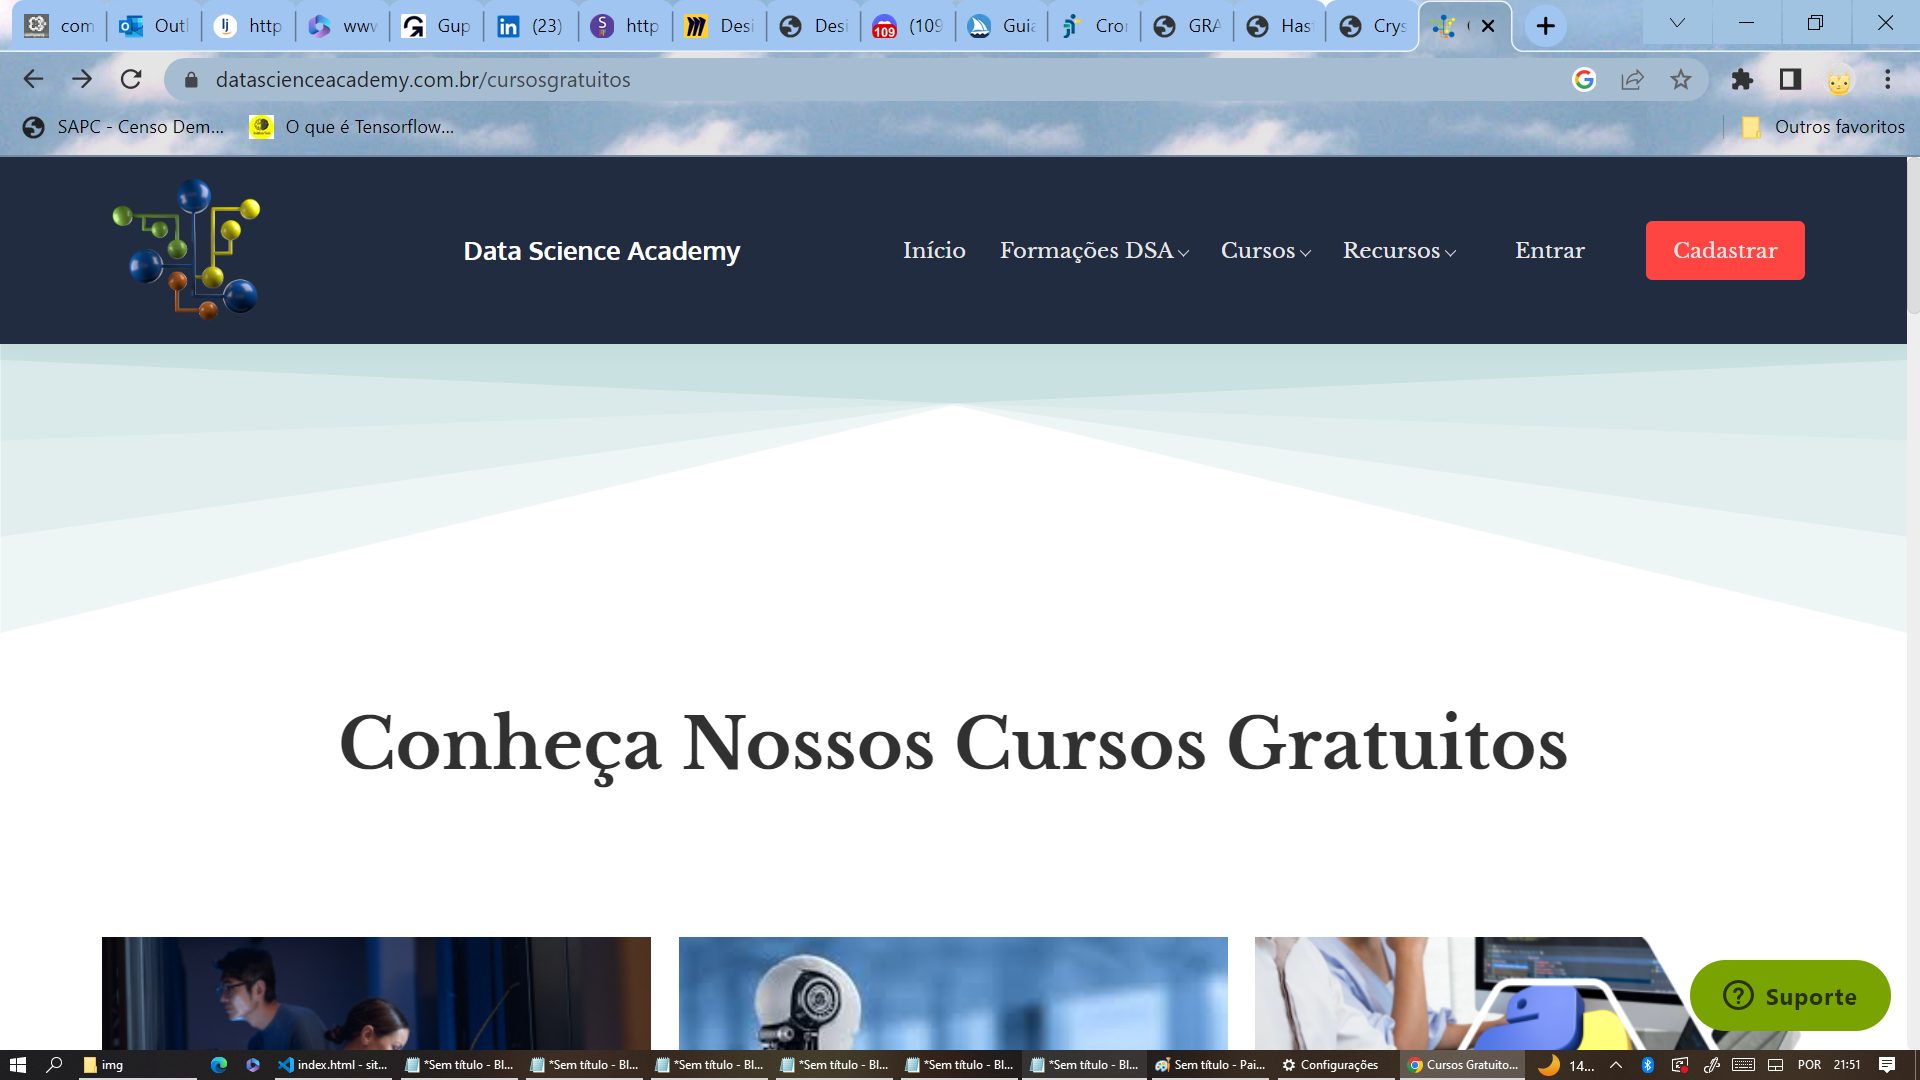 com
Outl
http
www
Gup
(23)
http
Desi
Desi
109
(109
Guia
Cror
GRA
Has
Crys
datascienceacademy.com.br/cursosgratuitos
SAPC - Censo Dem...
O que é Tensorflow...
Outros favoritos
Data Science Academy
Início
Formações DSA
Cursos
Recursos
Entrar
Cadastrar
Conheça Nossos Cursos Gratuitos
Suporte
img
index.html - sit...
*Sem título - Bl...
*Sem título - Bl...
*Sem título - Bl...
*Sem título - Bl...
*Sem título - Bl...
*Sem título - Bl...
Sem título - Pai...
Configurações
Cursos Gratuito...
14...
POR
21:51